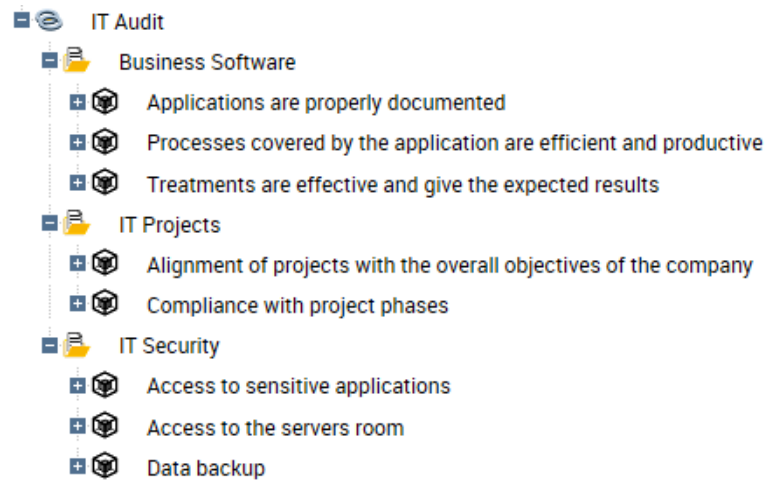 IT Audit
Business Software
Applications are properly documented
Processes covered by the application are efficient and productive
Treatments are effective and give the expected results
IT Projects
Alignment of projects with the overall objectives of the company
Compliance with project phases
IT Security
Access to sensitive applications
Access to the servers room
Data backup